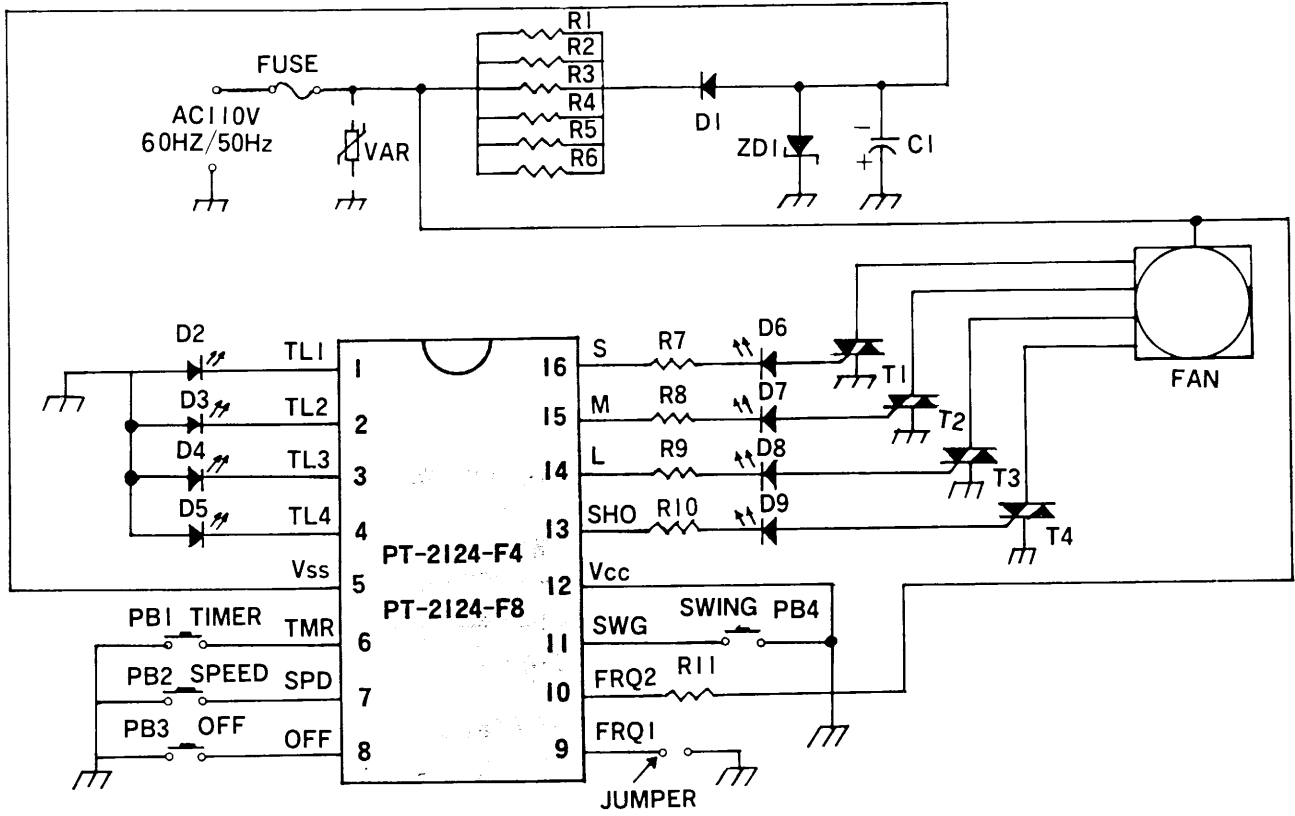 R1
R2
R3
R4
R5
R6
FUSE
AC110V
60HZ/50Hz
VAR
D1
ZD1
−
+
C1
FAN
D2
TL1
1
D3
TL2
2
D4
TL3
3
D5
TL4
4
Vss
5
PB1 TIMER
TMR
6
PB2 SPEED
SPD
7
PB3 OFF
OFF
8
PT-2124-F4
PT-2124-F8
16
S
R7
D6
T1
15
M
R8
D7
T2
14
L
R9
D8
T3
13
SHO
R10
D9
T4
12
Vcc
11
SWG
SWING PB4
10
FRQ2
R11
9
FRQ1
JUMPER